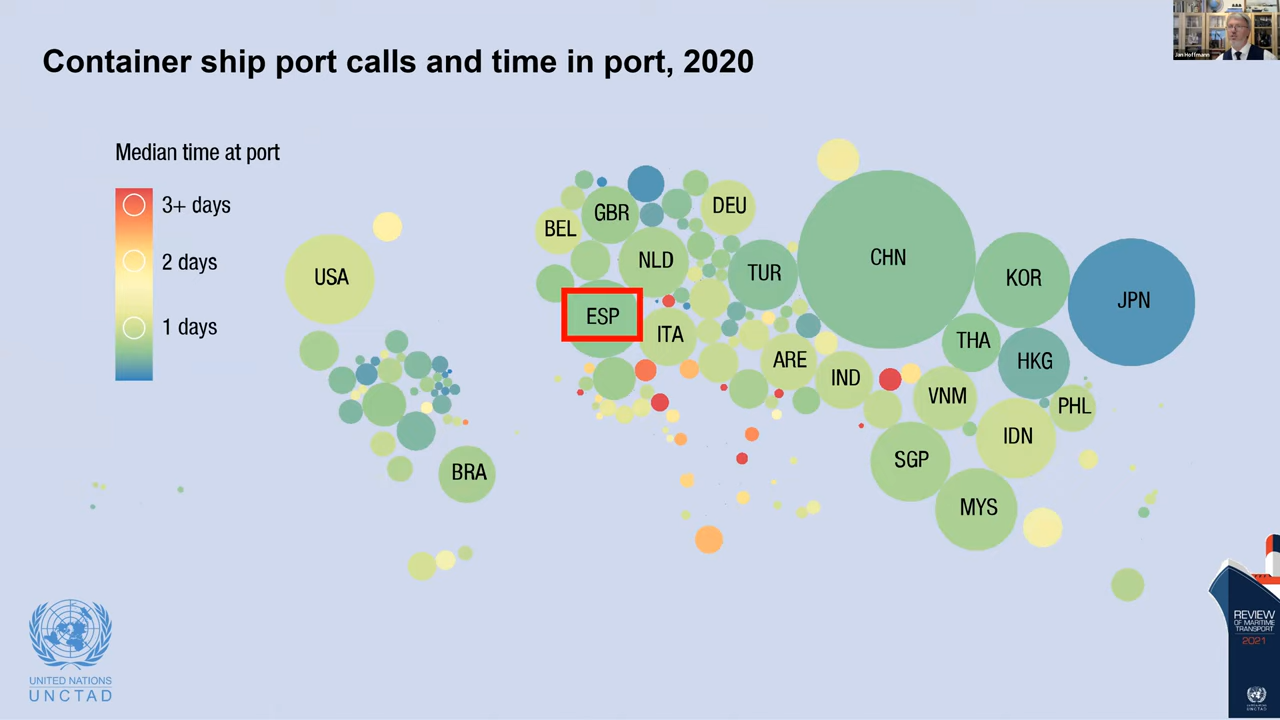 Container ship port calls and time in port, 2020
Jan Hoffmann
Median time at port
3+ days
2 days
1 days
USA
BRA
BEL
GBR
DEU
NLD
TUR
ESP
ITA
ARE
IND
CHN
KOR
JPN
THA
HKG
VNM
PHL
IDN
SGP
MYS
UNITED NATIONS
UNCTAD
REVIEW
OF MARITIME
TRANSPORT
2021